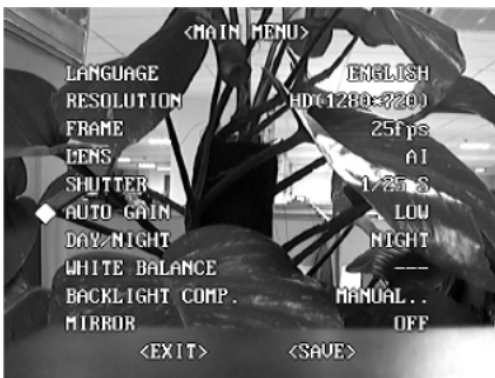 <MAIN MENU>
LANGUAGE ENGLISH
RESOLUTION HD(1280×720)
FRAME 25fps
LENS AI
SHUTTER 1/25 S
AUTO GAIN LOW
DAY/NIGHT NIGHT
WHITE BALANCE ---
BACKLIGHT COMP. MANUAL..
MIRROR OFF
<EXIT> <SAVE>